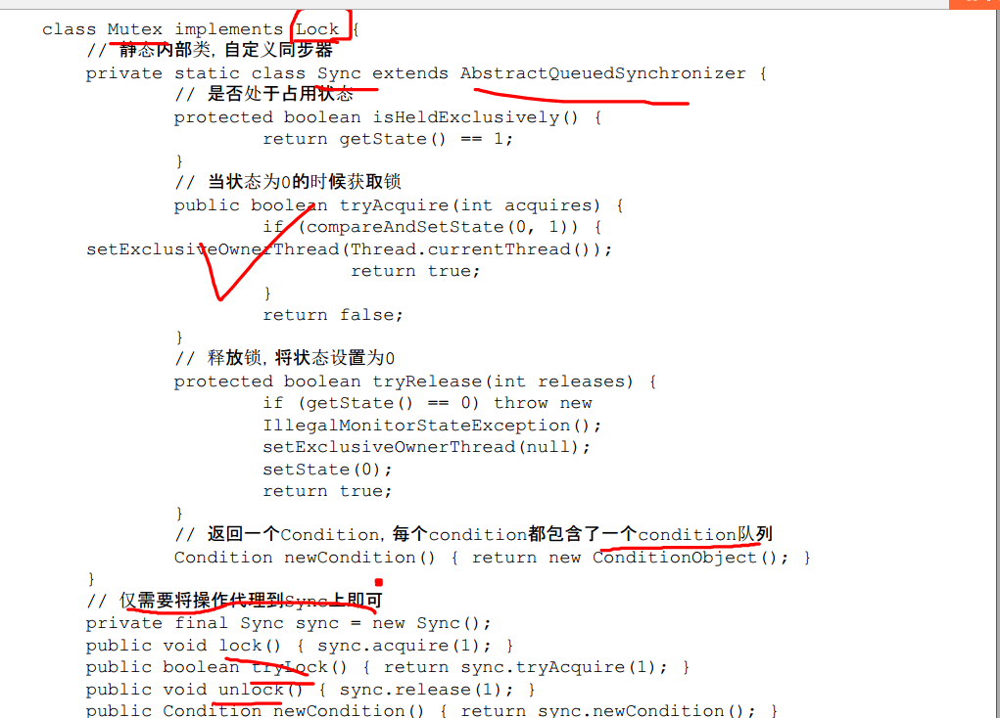 class Mutex implements Lock {
// 静态内部类, 自定义同步器
private static class Sync extends AbstractQueuedSynchronizer {
// 是否处于占用状态
protected boolean isHeldExclusively() {
return getState() == 1;
}
// 当状态为0的时候获取锁
public boolean tryAcquire(int acquires) {
if (compareAndSetState(0, 1)) {
setExclusiveOwnerThread(Thread.currentThread());
return true;
}
return false;
}
// 释放锁, 将状态设置为0
protected boolean tryRelease(int releases) {
if (getState() == 0) throw new
IllegalMonitorStateException();
setExclusiveOwnerThread(null);
setState(0);
return true;
}
// 返回一个Condition, 每个condition都包含了一个condition队列
Condition newCondition() { return new ConditionObject(); }
}
// 仅需要将操作代理到Sync上即可
private final Sync sync = new Sync();
public void lock() { sync.acquire(1); }
public boolean tryLock() { return sync.tryAcquire(1); }
public void unlock() { sync.release(1); }
public Condition newCondition() { return sync.newCondition(); }